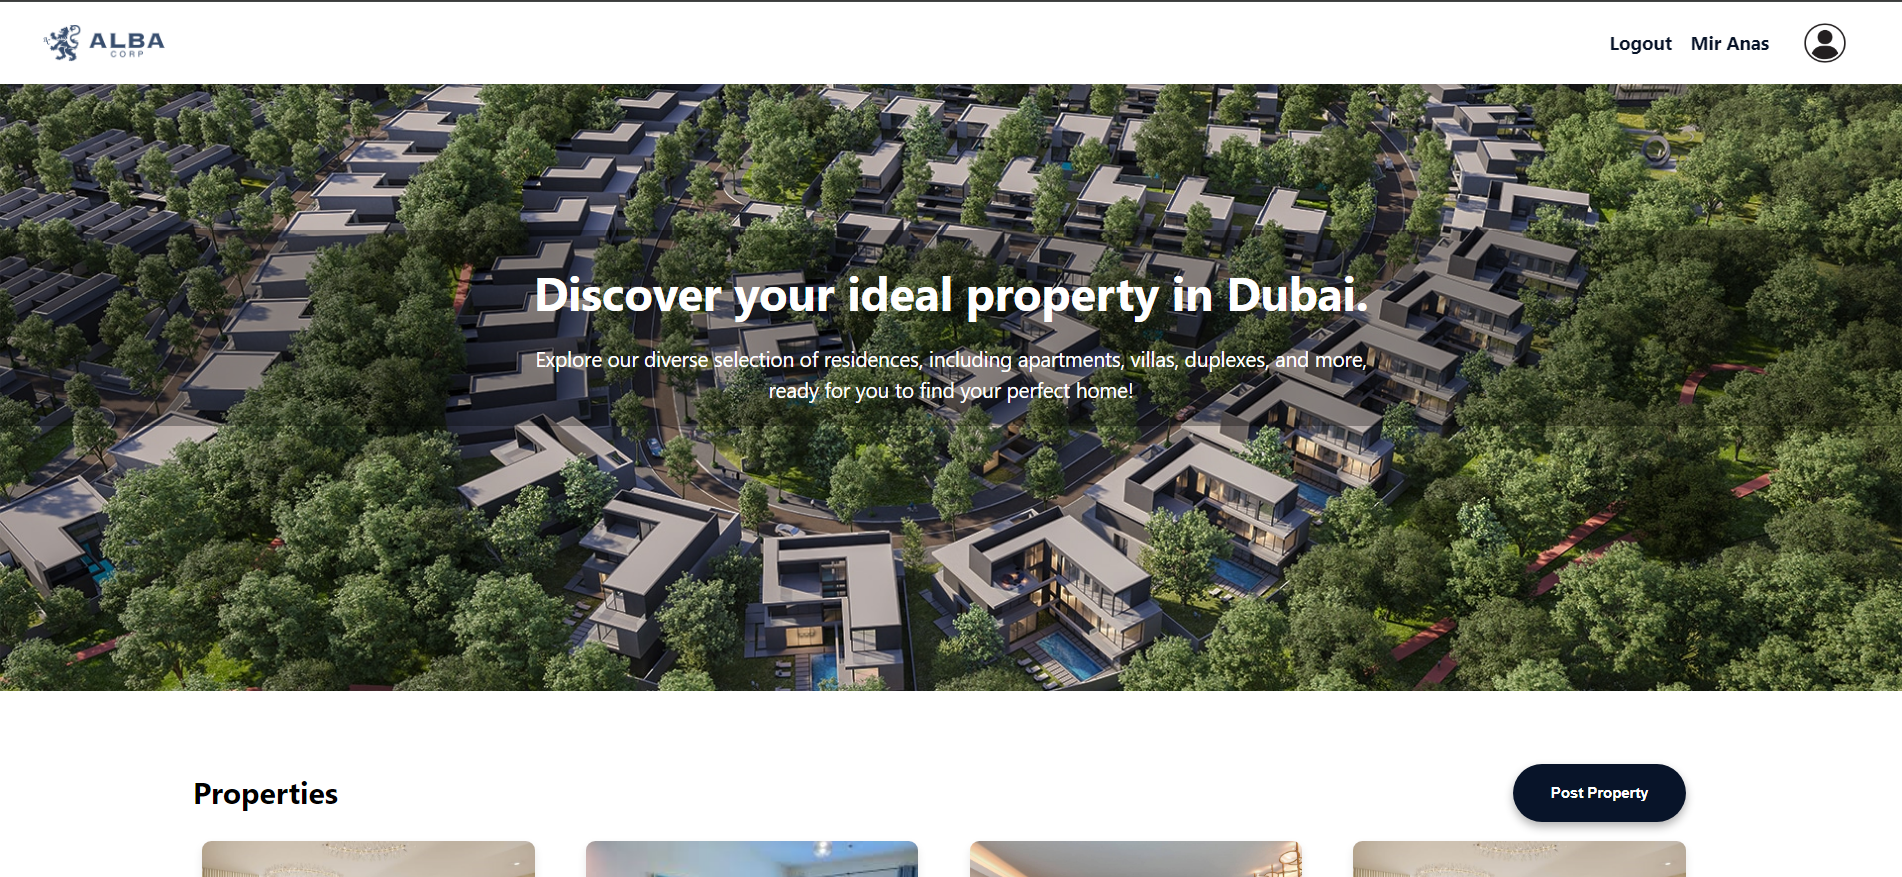 ALBA
CORP
Logout Mir Anas
Discover your ideal property in Dubai.
Explore our diverse selection of residences, including apartments, villas, duplexes, and more,
ready for you to find your perfect home!
Properties
Post Property